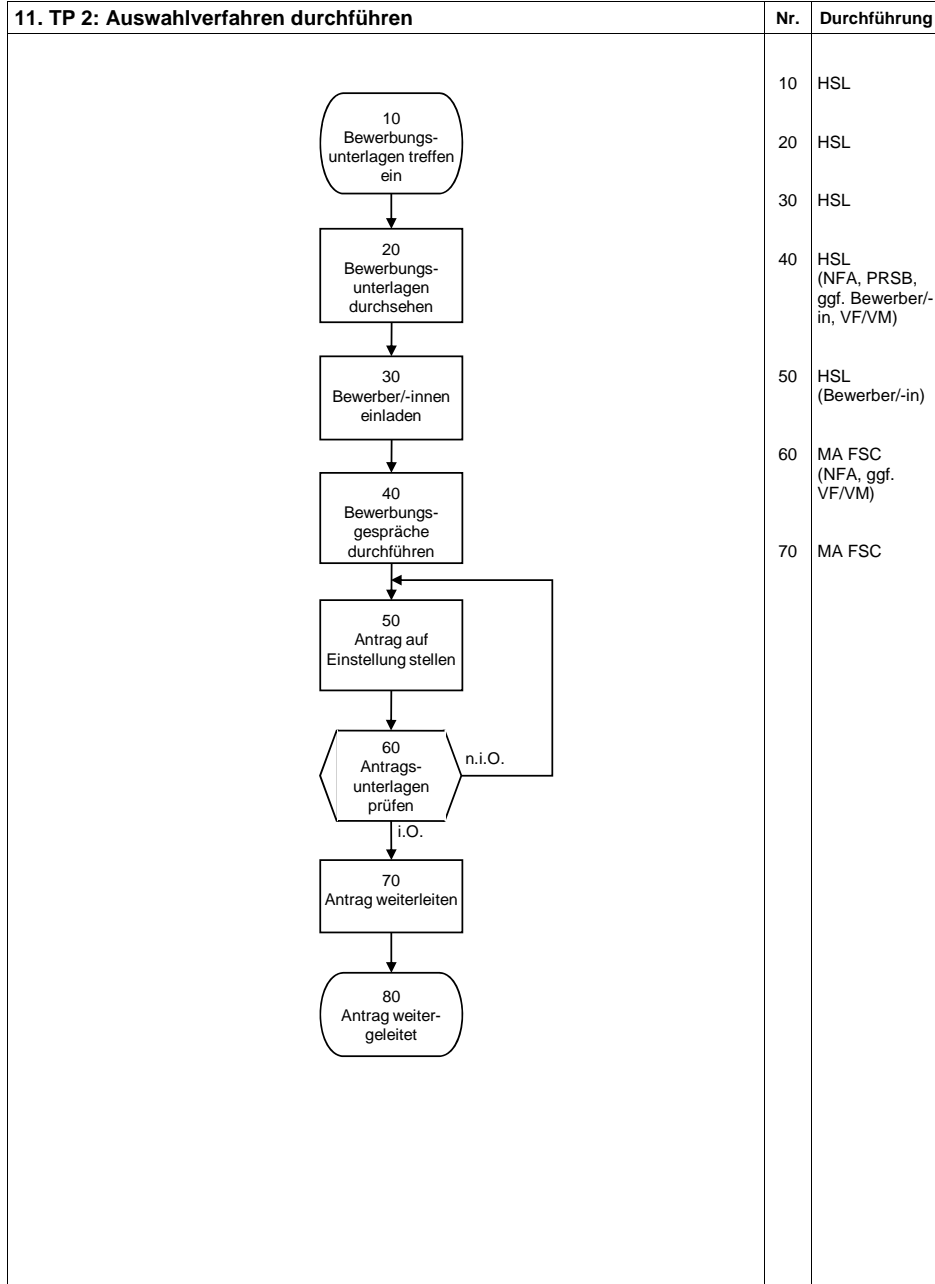 11. TP 2: Auswahlverfahren durchführen
Nr.
Durchführung
10
Bewerbungs-
unterlagen treffen
ein
20
Bewerbungs-
unterlagen
durchsehen
30
Bewerber/-innen
einladen
40
Bewerbungs-
gespräche
durchführen
50
Antrag auf
Einstellung stellen
60
Antrags-
unterlagen
prüfen
n.i.O.
i.O.
70
Antrag weiterleiten
80
Antrag weiter-
geleitet
10 HSL
20 HSL
30 HSL
40 HSL
(NFA, PRSB,
ggf. Bewerber/-
in, VF/VM)
50 HSL
(Bewerber/-in)
60 MA FSC
(NFA, ggf.
VF/VM)
70 MA FSC